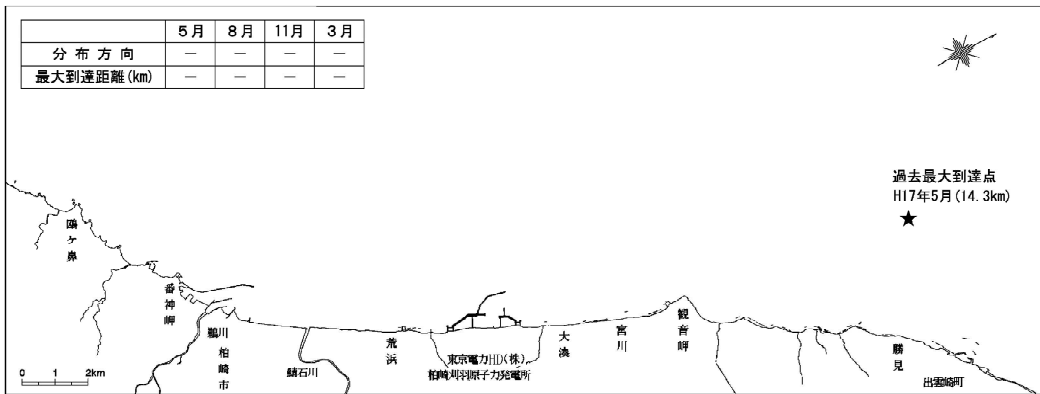 5月 8月 11月 3月
分布方向 － － － －
最大到達距離(km) － － － －
過去最大到達点
H17年5月(14.3km)
鴎ヶ鼻
番神岬
鵜川
柏崎市
鯖石川
荒浜
東京電力HD(株)
柏崎刈羽原子力発電所
大湊
宮川
観音岬
勝見
出雲崎町
0 1 2km